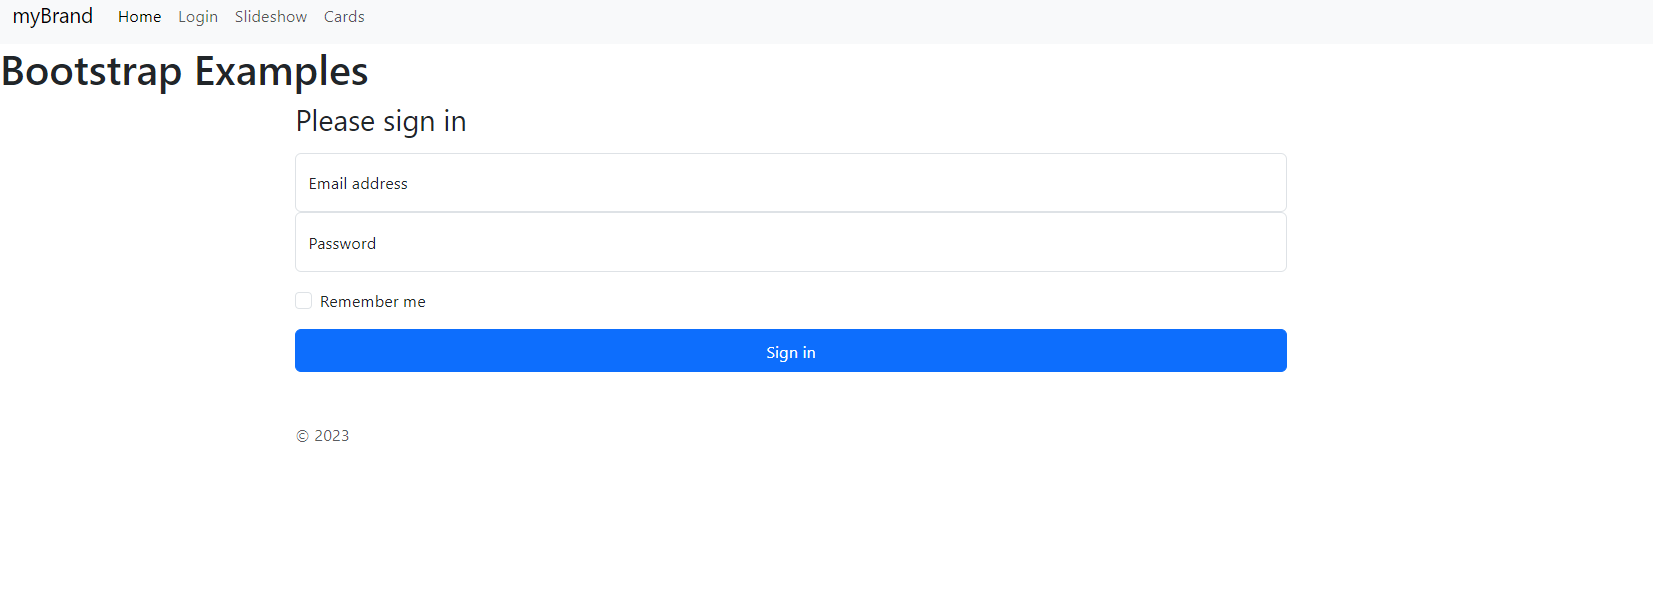 myBrand Home Login Slideshow Cards
Bootstrap Examples
Please sign in
Email address
Password
Remember me
Sign in
© 2023